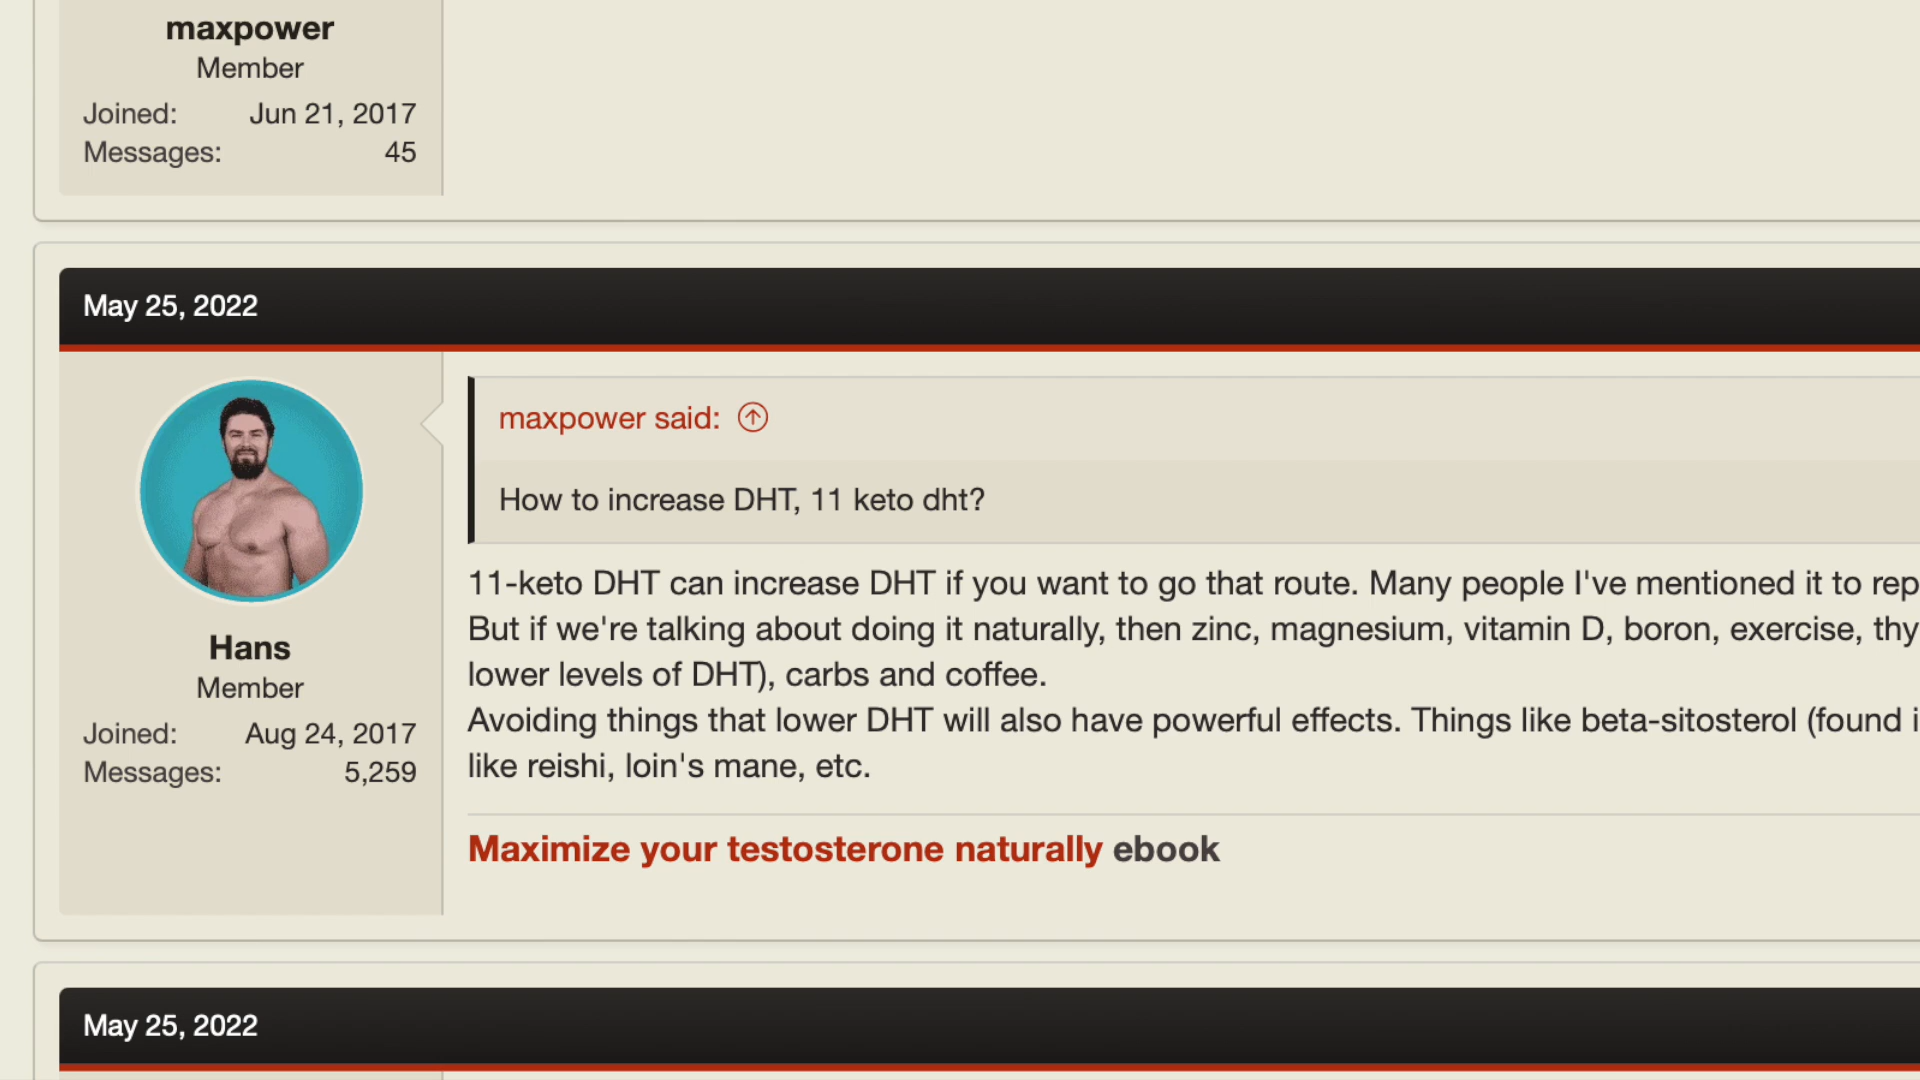 maxpower
Member
Joined: Jun 21, 2017
Messages: 45
May 25, 2022
Hans
Member
Joined: Aug 24, 2017
Messages: 5,259
maxpower said:
How to increase DHT, 11 keto dht?
11-keto DHT can increase DHT if you want to go that route. Many people I've mentioned it to rep
But if we're talking about doing it naturally, then zinc, magnesium, vitamin D, boron, exercise, thy
lower levels of DHT), carbs and coffee.
Avoiding things that lower DHT will also have powerful effects. Things like beta-sitosterol (found i
like reishi, loin's mane, etc.
Maximize your testosterone naturally ebook
May 25, 2022